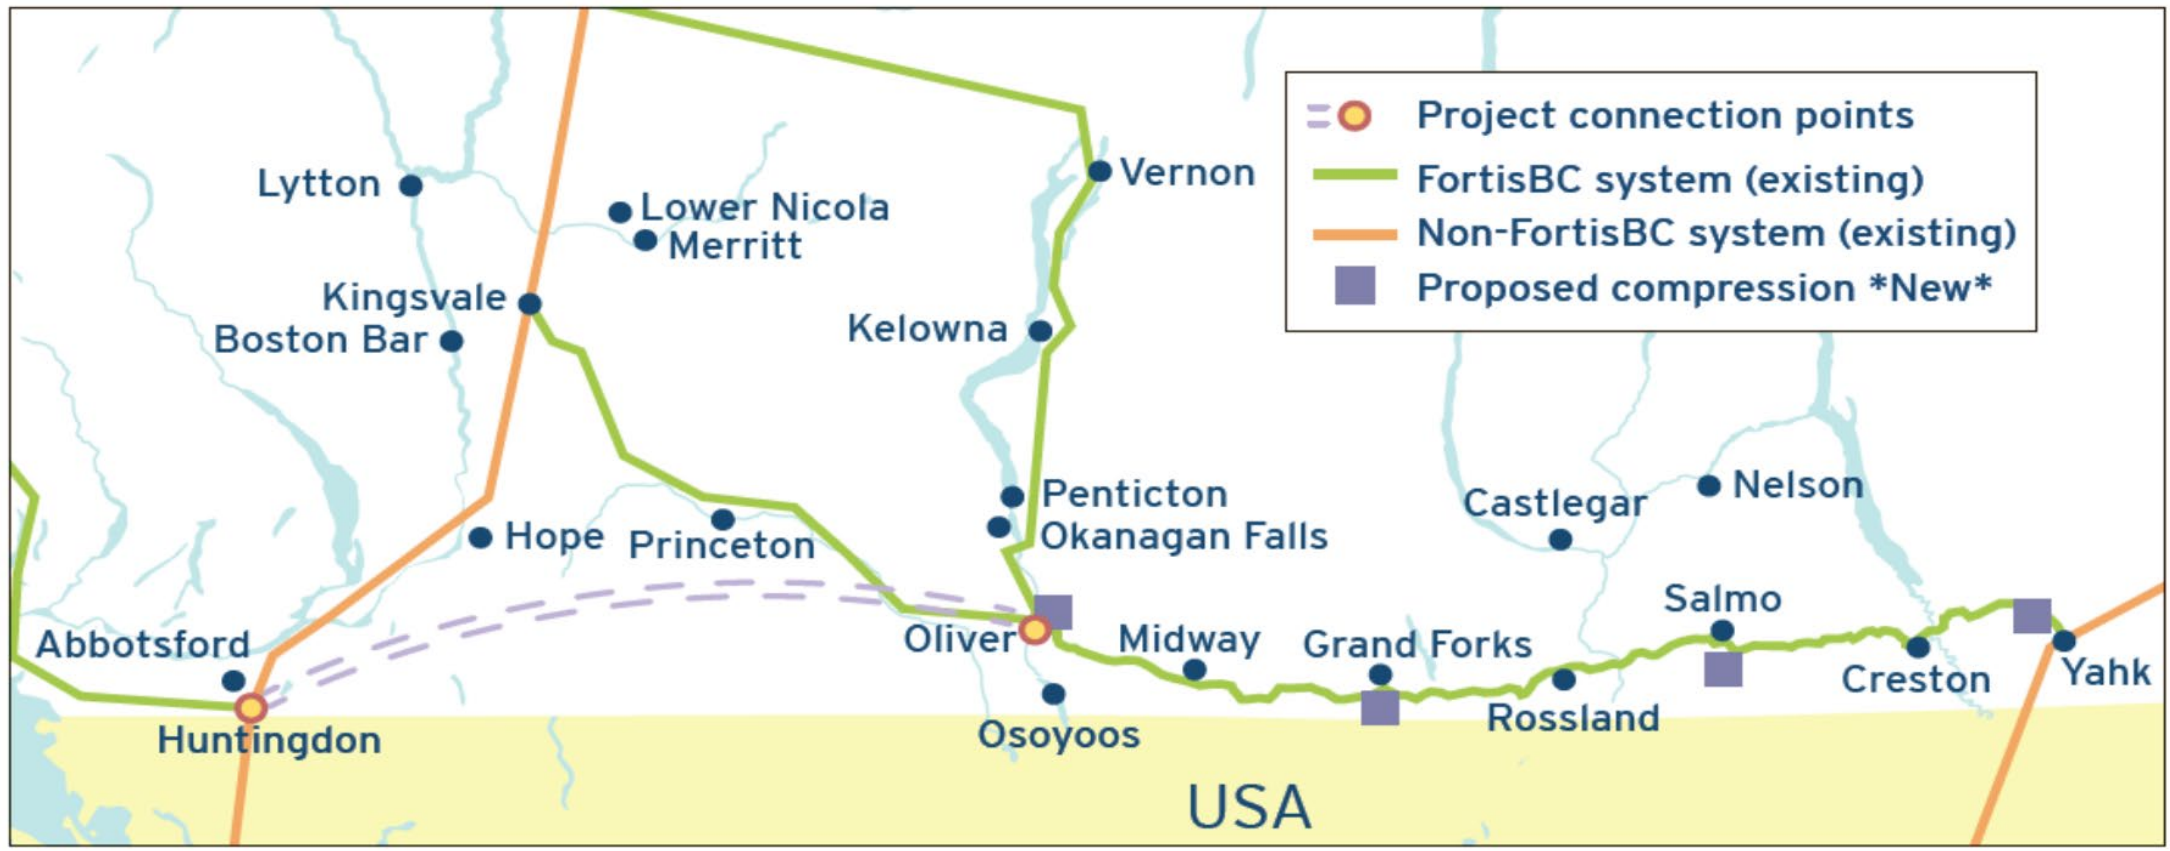 Project connection points
FortisBC system (existing)
Non-FortisBC system (existing)
Proposed compression *New*
Lytton
Lower Nicola
Merritt
Vernon
Kingsvale
Boston Bar
Kelowna
Hope
Princeton
Penticton
Okanagan Falls
Castlegar
Nelson
Abbotsford
Huntingdon
Oliver
Osoyoos
Midway
Grand Forks
Rossland
Salmo
Creston
Yahk
USA